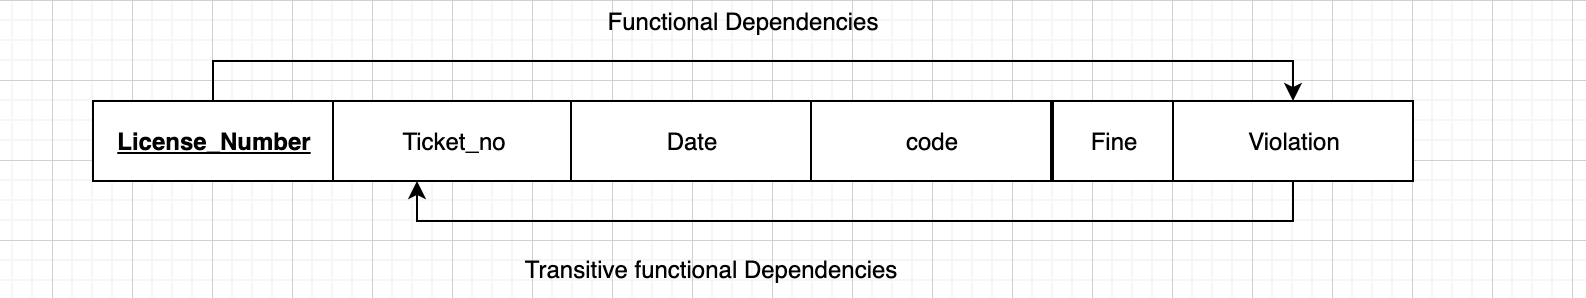 Functional Dependencies
License_Number Ticket_no Date code Fine Violation
Transitive functional Dependencies